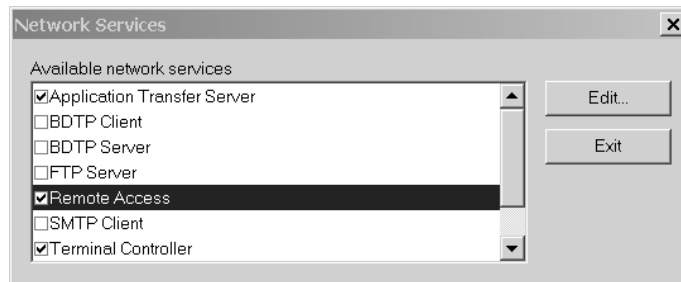 Network Services
Available network services
Application Transfer Server
BDTP Client
BDTP Server
FTP Server
Remote Access
SMTP Client
Terminal Controller
Edit...
Exit